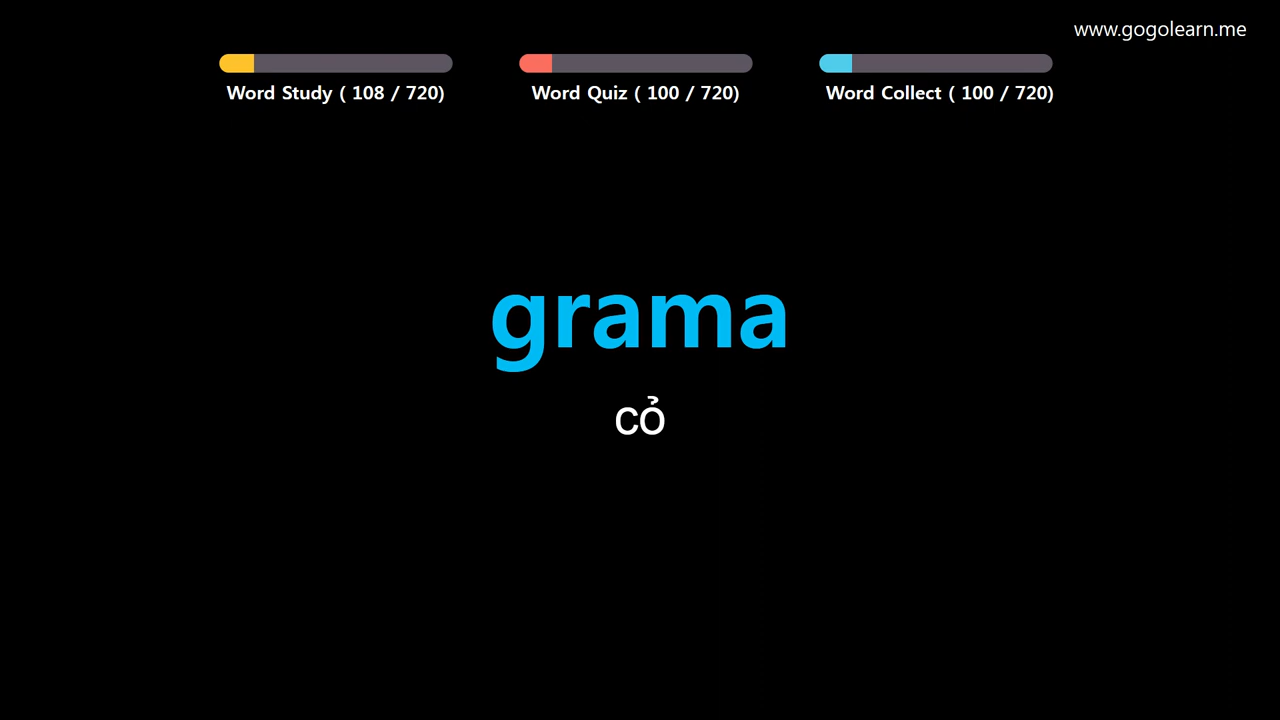 www.gogolearn.me
Word Study ( 108 / 720)
Word Quiz ( 100 / 720)
Word Collect ( 100 / 720)
grama
cỏ